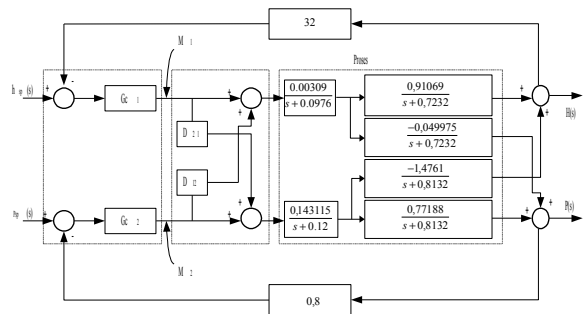 32
M 1
Proses
h sp (s)
+
-
Gc 1
+
+
0.00309
s + 0.0976
0,91069
s + 0,7232
+
+
H(s)
D 21
−0,049975
s + 0,7232
D 12
−1,4761
s + 0,8132
(s)
+
-
Gc 2
+
+
0,143115
s + 0.12
0,77188
s + 0,8132
+
+
P(s)
M 2
0,8